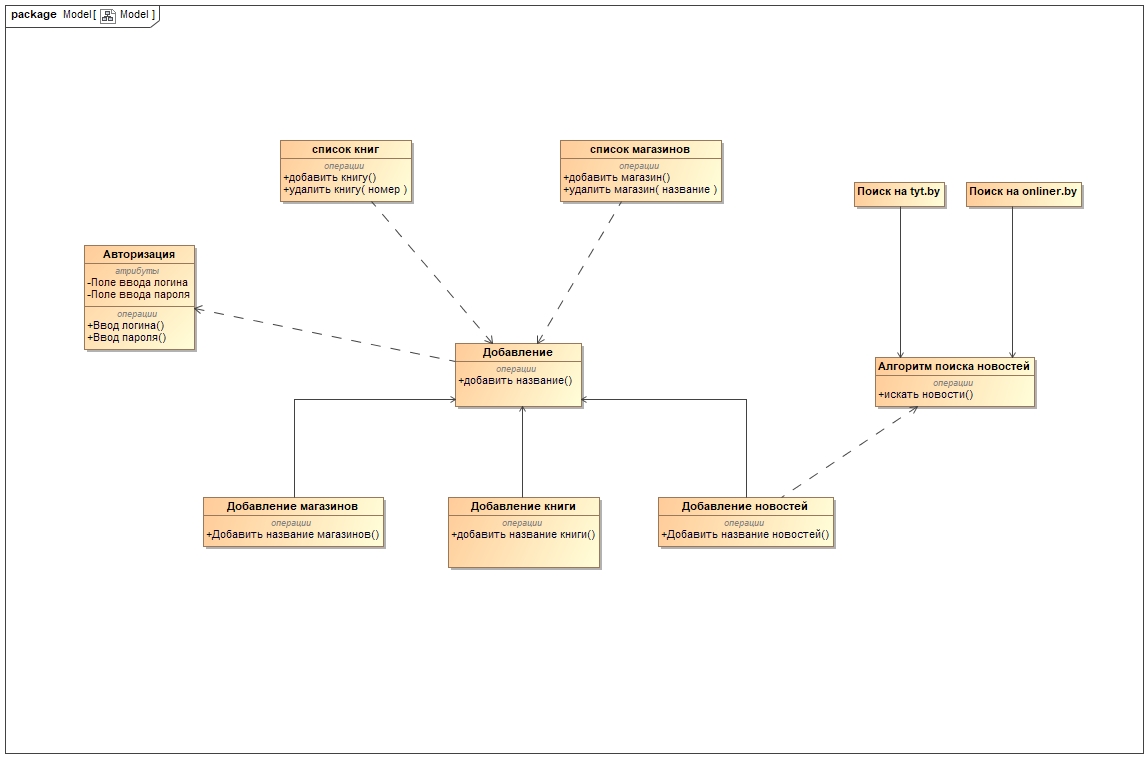 package Model [ Model ]
список книг
операции
+добавить книгу()
+удалить книгу( номер )
список магазинов
операции
+добавить магазин()
+удалить магазин( название )
Поиск на tyt.by
Поиск на onliner.by
Авторизация
атрибуты
-Поле ввода логина
-Поле ввода пароля
операции
+Ввод логина()
+Ввод пароля()
Добавление
операции
+добавить название()
Алгоритм поиска новостей
операции
+искать новости()
Добавление магазинов
операции
+Добавить название магазинов()
Добавление книги
операции
+добавить название книги()
Добавление новостей
операции
+Добавить название новостей()